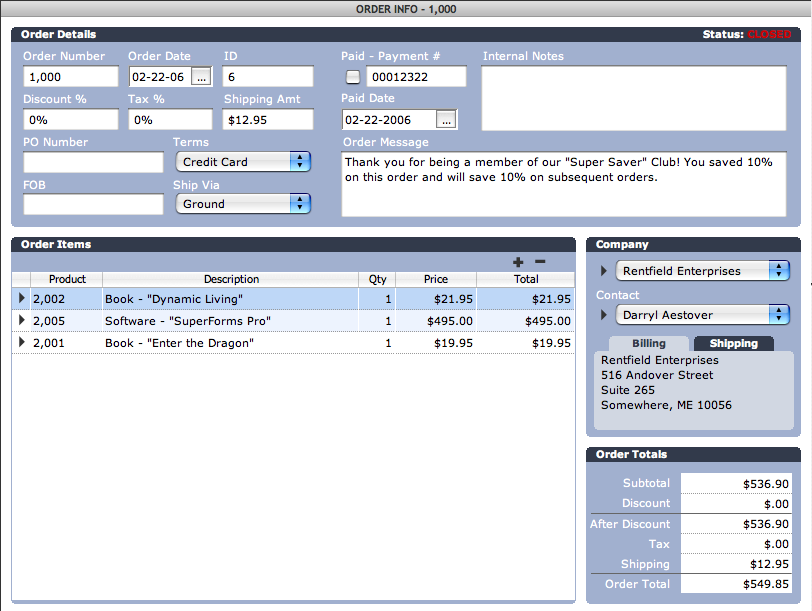 ORDER INFO - 1,000
Order Details Status: CLOSED
Order Number Order Date ID Paid - Payment # Internal Notes
1,000 02-22-06 ... 6 00012322
Discount % Tax % Shipping Amt Paid Date
0% 0% $12.95 02-22-2006 ...
PO Number Terms Order Message
Credit Card Thank you for being a member of our "Super Saver" Club! You saved 10%
on this order and will save 10% on subsequent orders.
FOB Ship Via
Ground
Order Items
Product Description Qty Price Total
2,002 Book - "Dynamic Living" 1 $21.95 $21.95
2,005 Software - "SuperForms Pro" 1 $495.00 $495.00
2,001 Book - "Enter the Dragon" 1 $19.95 $19.95
Company
Rentfield Enterprises
Contact
Darryl Aestover
Billing Shipping
Rentfield Enterprises
516 Andover Street
Suite 265
Somewhere, ME 10056
Order Totals
Subtotal $536.90
Discount $.00
After Discount $536.90
Tax $.00
Shipping $12.95
Order Total $549.85